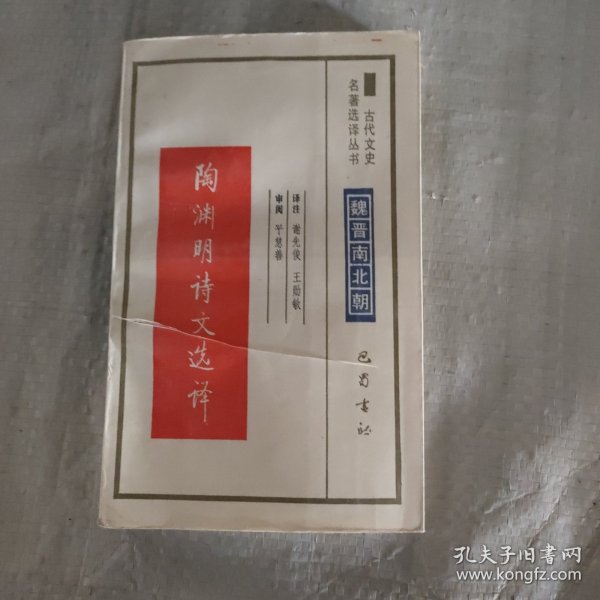 古代文史
名著选译丛书
魏晋南北朝
巴蜀书社
译注 谢先俊 王勋敏
审阅 平慧善
陶渊明诗文选译
孔夫子旧书网
www.kongfz.com